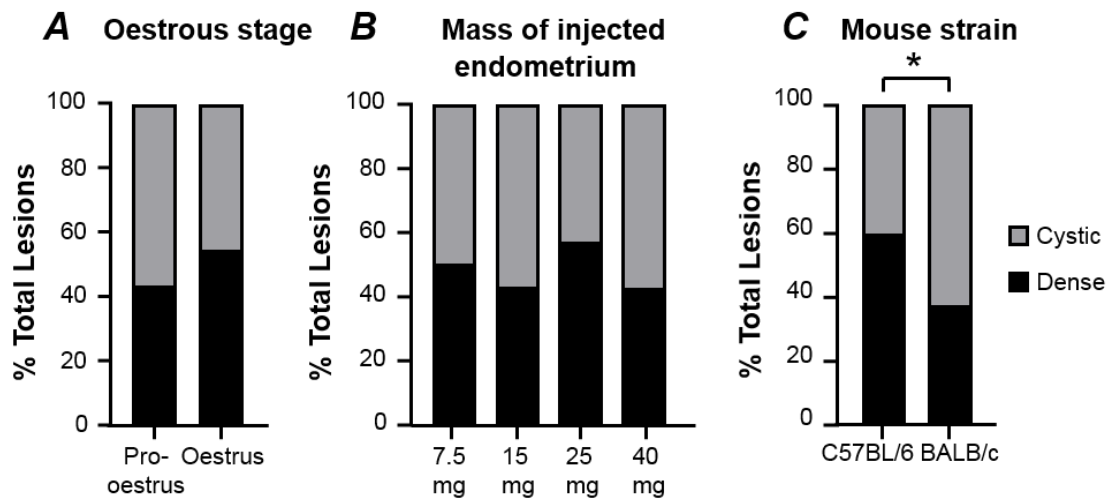 A Oestrous stage
% Total Lesions
100
80
60
40
20
0
Pro-
oestrus
Oestrus
B Mass of injected
endometrium
% Total Lesions
100
80
60
40
20
0
7.5
mg
15
mg
25
mg
40
mg
C Mouse strain
*
% Total Lesions
100
80
60
40
20
0
C57BL/6 BALB/c
Cystic
Dense